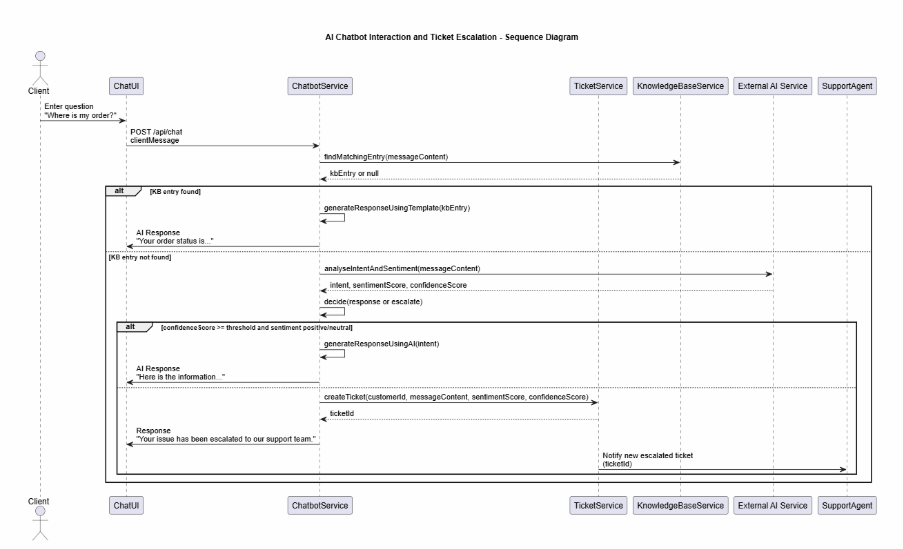 AI Chatbot Interaction and Ticket Escalation - Sequence Diagram
Client
ChatUI
ChatbotService
TicketService
KnowledgeBaseService
External AI Service
SupportAgent
Enter question
"Where is my order?"
POST /api/chat
clientMessage
findMatchingEntry(messageContent)
kbEntry or null
alt
[KB entry found]
generateResponseUsingTemplate(kbEntry)
AI Response
"Your order status is..."
[KB entry not found]
analyseIntentAndSentiment(messageContent)
intent, sentimentScore, confidenceScore
decide(response or escalate)
alt
[confidenceScore >= threshold and sentiment positive/neutral]
generateResponseUsingAI(intent)
AI Response
"Here is the information..."
createTicket(customerId, messageContent, sentimentScore, confidenceScore)
ticketId
Response
"Your issue has been escalated to our support team."
Notify new escalated ticket
(ticketId)
Client
ChatUI
ChatbotService
TicketService
KnowledgeBaseService
External AI Service
SupportAgent